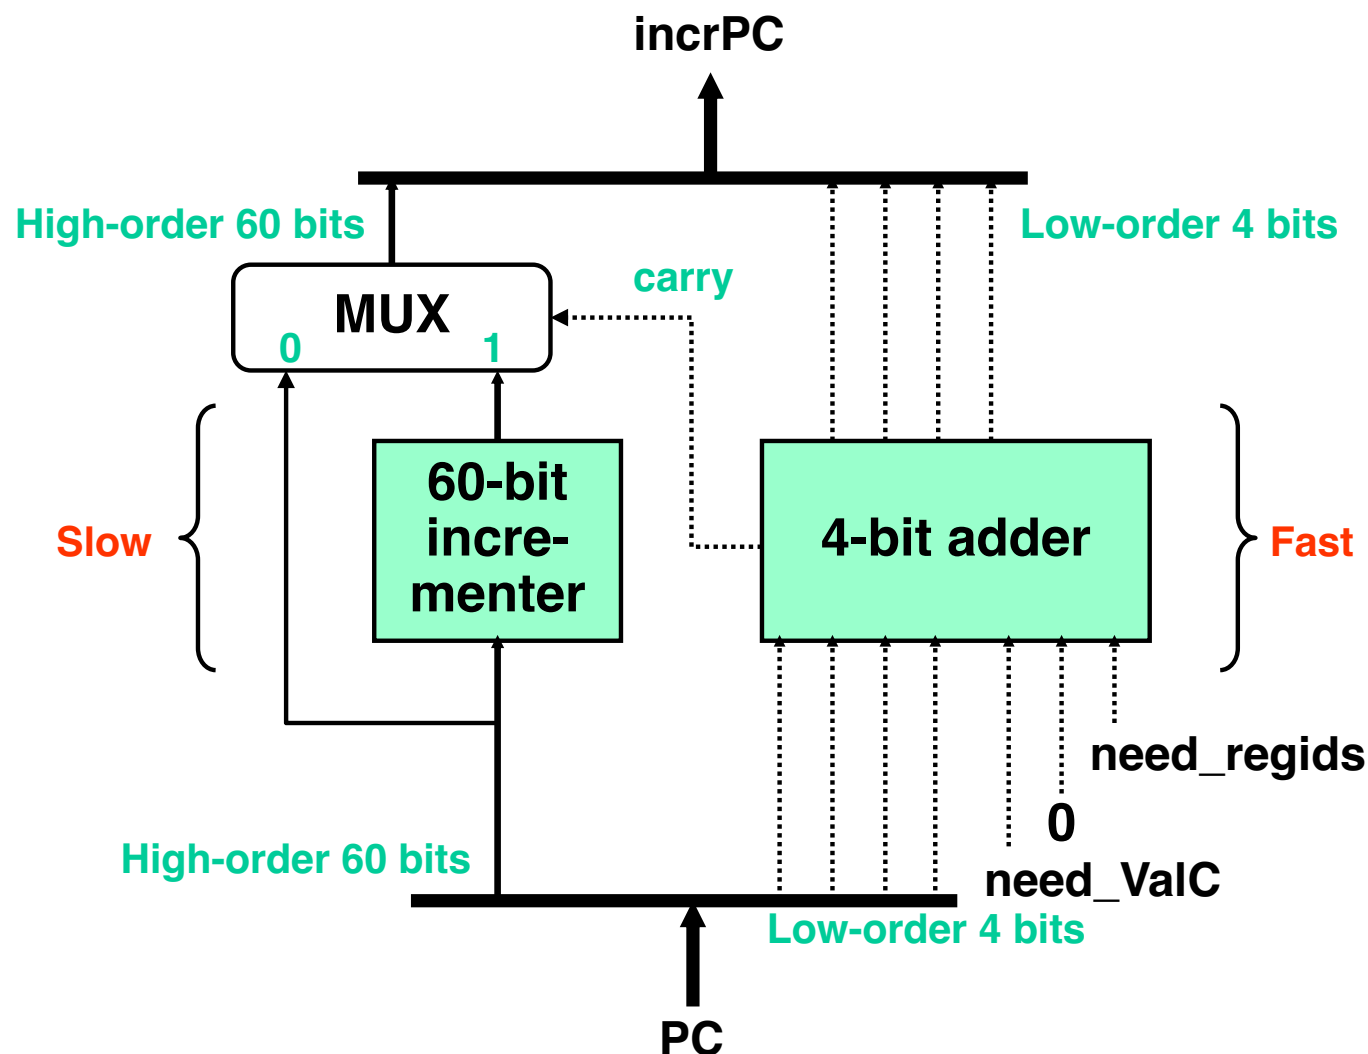 incrPC
High-order 60 bits
Low-order 4 bits
carry
MUX
0
1
60-bit
incre-
menter
4-bit adder
Slow
Fast
need_regids
0
High-order 60 bits
need_ValC
Low-order 4 bits
PC